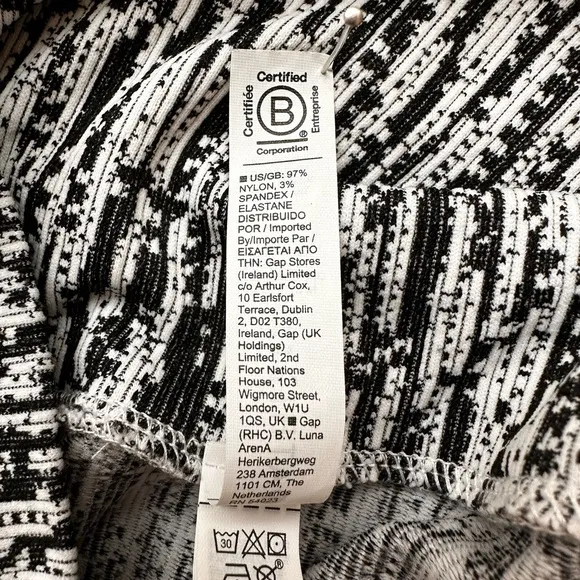 Certified
Certifiée
B
®
Entreprise
Corporation
US/GB: 97%
NYLON, 3%
SPANDEX /
ELASTANE
DISTRIBUIDO
POR / Imported
By/Importe Par /
ΕΙΣΑΓΕΤΑΙ ΑΠΟ
ΤΗΝ: Gap Stores
(Ireland) Limited
c/o Arthur Cox,
10 Earlsfort
Terrace, Dublin
2, D02 T380,
Ireland, Gap (UK
Holdings)
Limited, 2nd
Floor Nations
House, 103
Wigmore Street,
London, W1U
1QS, UK Gap
(RHC) B.V. Luna
ArenA
Herikerbergweg
238 Amsterdam
1101 CM, The
Netherlands
RN 54023
30